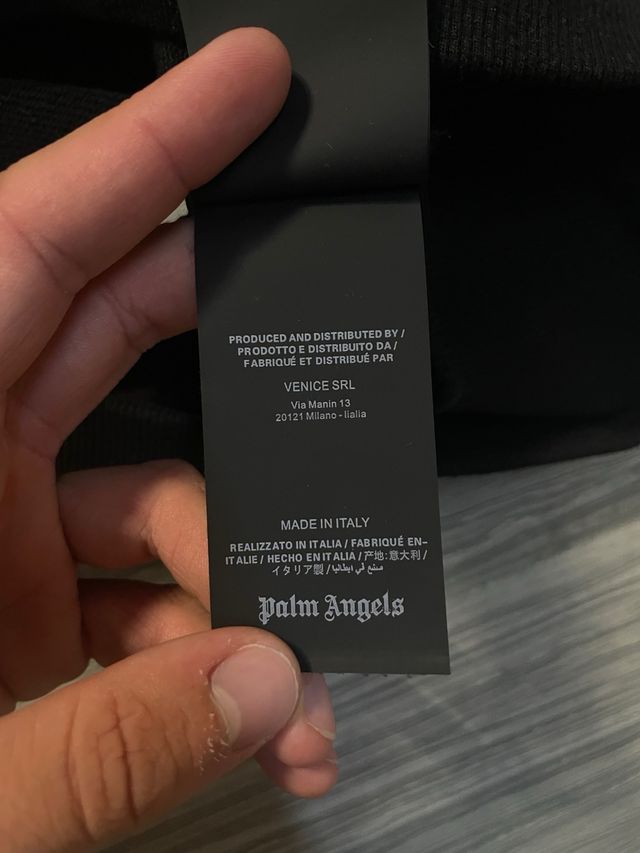 PRODUCED AND DISTRIBUTED BY /
PRODOTTO E DISTRIBUITO DA /
FABRIQUÉ ET DISTRIBUÉ PAR
VENICE SRL
Via Manin 13
20121 Milano - lialia
MADE IN ITALY
REALIZZATO IN ITALIA / FABRIQUÉ EN-
ITALIE / HECHO EN ITALIA / 产地:意大利 /
イタリア製 / صنع في ايطاليا
Palm Angels